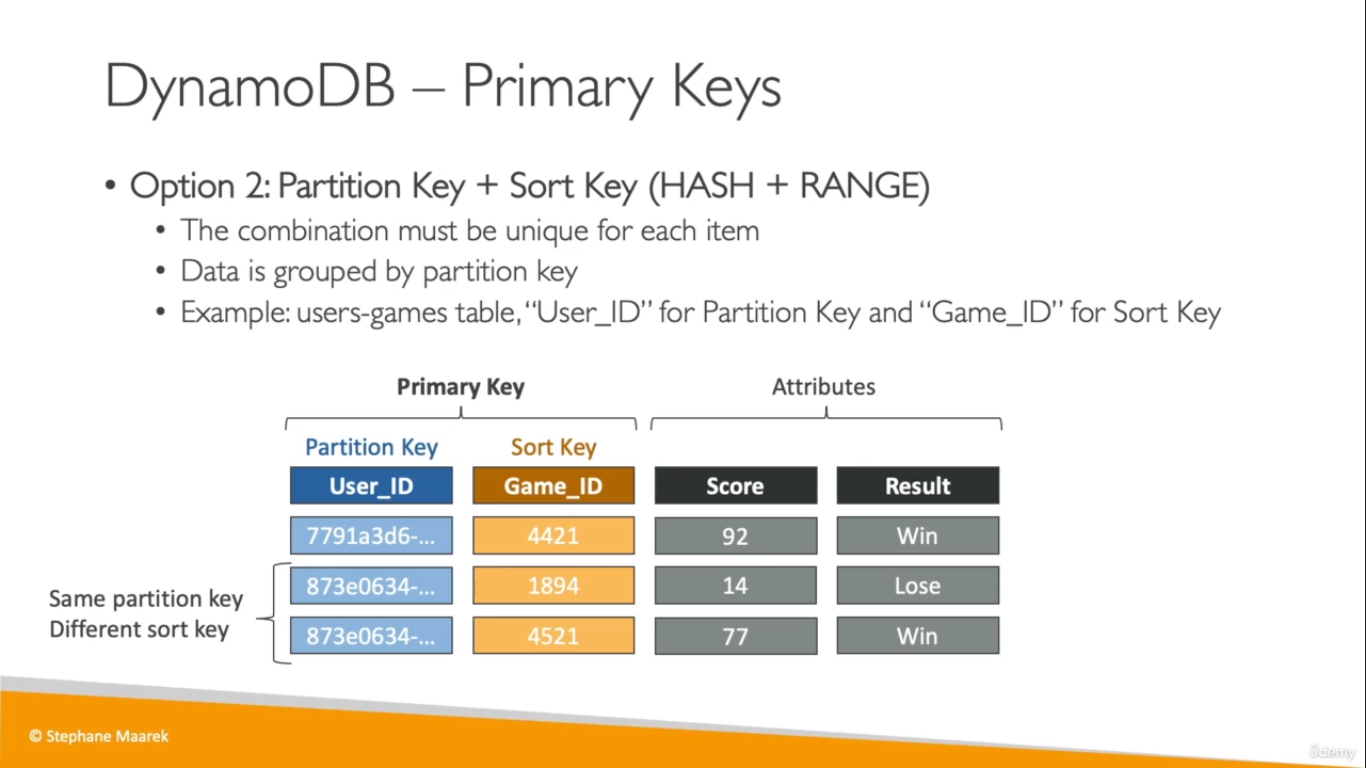 DynamoDB – Primary Keys
• Option 2: Partition Key + Sort Key (HASH + RANGE)
• The combination must be unique for each item
• Data is grouped by partition key
• Example: users-games table, “User_ID” for Partition Key and “Game_ID” for Sort Key
Primary Key Attributes
Partition Key Sort Key
User_ID Game_ID Score Result
7791a3d6-... 4421 92 Win
873e0634-... 1894 14 Lose
Same partition key
Different sort key
873e0634-... 4521 77 Win
© Stephane Maarek
ûdemy